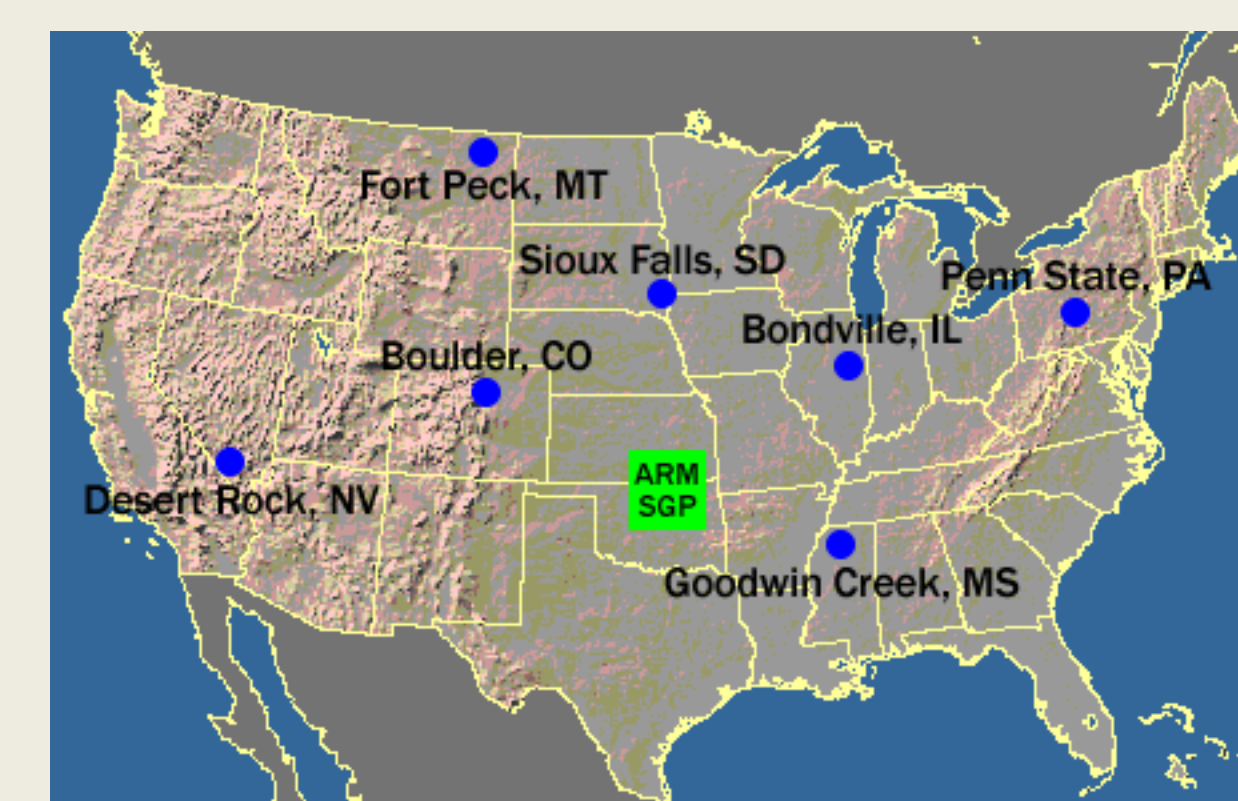 Fort Peck, MT
Sioux Falls, SD
Penn State, PA
Bondville, IL
Boulder, CO
ARM
SGP
Desert Rock, NV
Goodwin Creek, MS